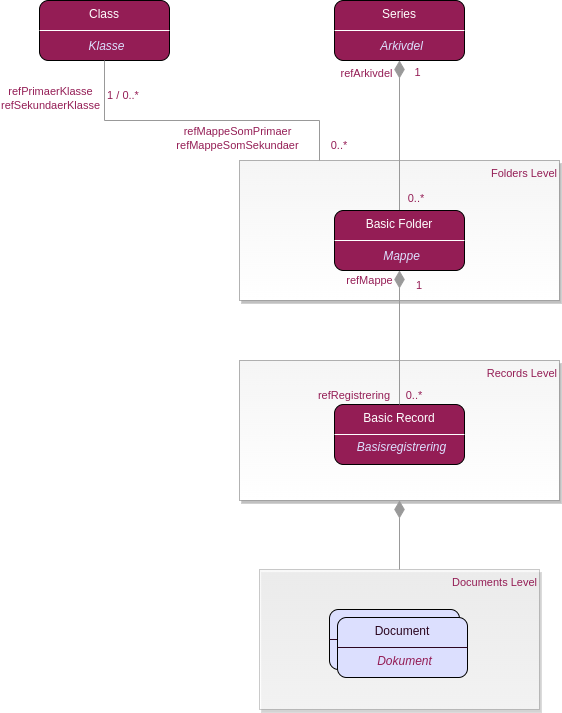 Class
Klasse
Series
Arkivdel
refArkivdel
1
refPrimaerKlasse
refSekundaerKlasse
1 / 0..*
refMappeSomPrimaer
refMappeSomSekundaer
0..*
Folders Level
0..*
Basic Folder
Mappe
refMappe
1
Records Level
refRegistrering
0..*
Basic Record
Basisregistrering
Documents Level
Document
Dokument